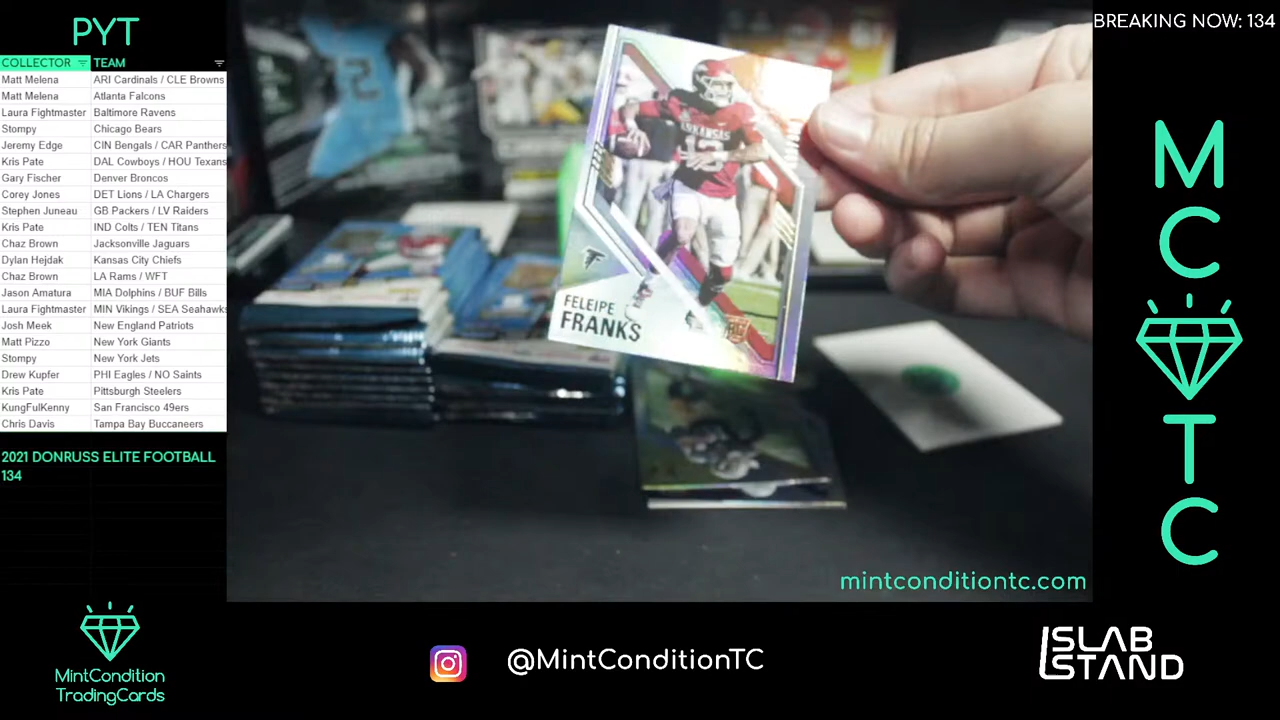 PYT
COLLECTOR TEAM
Matt Melena ARI Cardinals / CLE Browns
Matt Melena Atlanta Falcons
Laura Fightmaster Baltimore Ravens
Stompy Chicago Bears
Jeremy Edge CIN Bengals / CAR Panthers
Kris Pate DAL Cowboys / HOU Texans
Gary Fischer Denver Broncos
Corey Jones DET Lions / LA Chargers
Stephen Juneau GB Packers / LV Raiders
Kris Pate IND Colts / TEN Titans
Chaz Brown Jacksonville Jaguars
Dylan Hejdak Kansas City Chiefs
Chaz Brown LA Rams / WFT
Jason Amatura MIA Dolphins / BUF Bills
Laura Fightmaster MIN Vikings / SEA Seahawks
Josh Meek New England Patriots
Matt Pizzo New York Giants
Stompy New York Jets
Drew Kupfer PHI Eagles / NO Saints
Kris Pate Pittsburgh Steelers
KungFulKenny San Francisco 49ers
Chris Davis Tampa Bay Buccaneers
2021 DONRUSS ELITE FOOTBALL
134
MintCondition
TradingCards
ARKANSAS
13
FELEIPE
FRANKS
mintconditiontc.com
@MintConditionTC
BREAKING NOW: 134
M
C
T
C
SLAB
STAND